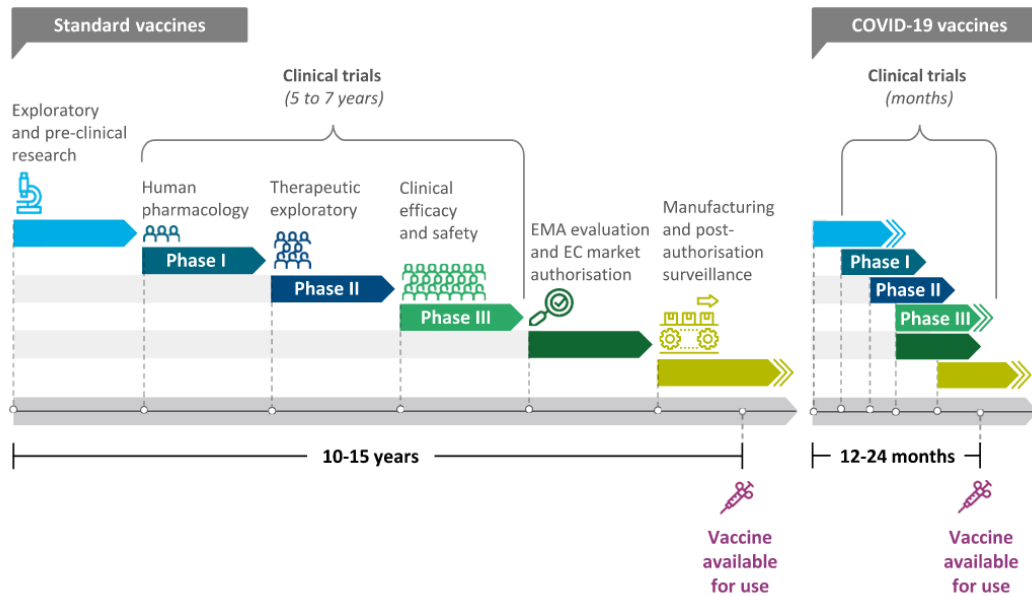 Standard vaccines
COVID-19 vaccines
Clinical trials
(5 to 7 years)
Clinical trials
(months)
Exploratory
and pre-clinical
research
Human
pharmacology
Therapeutic
exploratory
Clinical
efficacy
and safety
EMA evaluation
and EC market
authorisation
Manufacturing
and post-
authorisation
surveillance
Phase I
Phase II
Phase III
Phase I
Phase II
Phase III
10-15 years
12-24 months
Vaccine
available
for use
Vaccine
available
for use